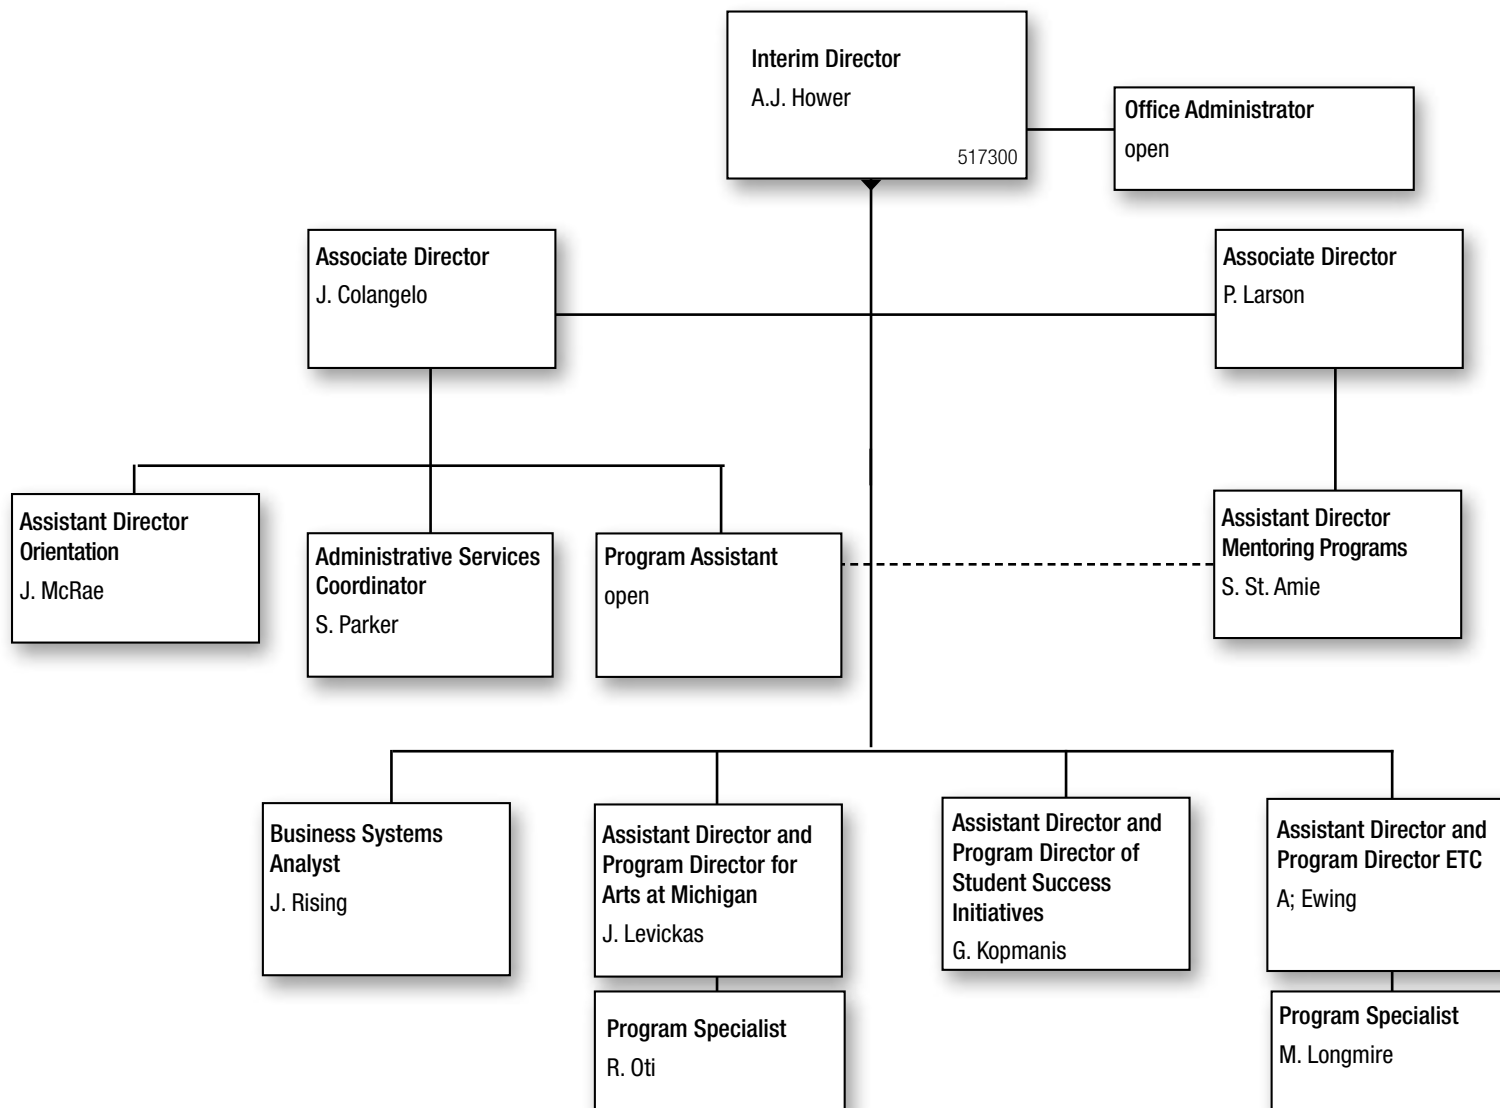 Interim Director
A.J. Hower
517300
Office Administrator
open
Associate Director
J. Colangelo
Associate Director
P. Larson
Assistant Director
Orientation
J. McRae
Administrative Services
Coordinator
S. Parker
Program Assistant
open
Assistant Director
Mentoring Programs
S. St. Amie
Business Systems
Analyst
J. Rising
Assistant Director and
Program Director for
Arts at Michigan
J. Levickas
Assistant Director and
Program Director of
Student Success
Initiatives
G. Kopmanis
Assistant Director and
Program Director ETC
A; Ewing
Program Specialist
R. Oti
Program Specialist
M. Longmire